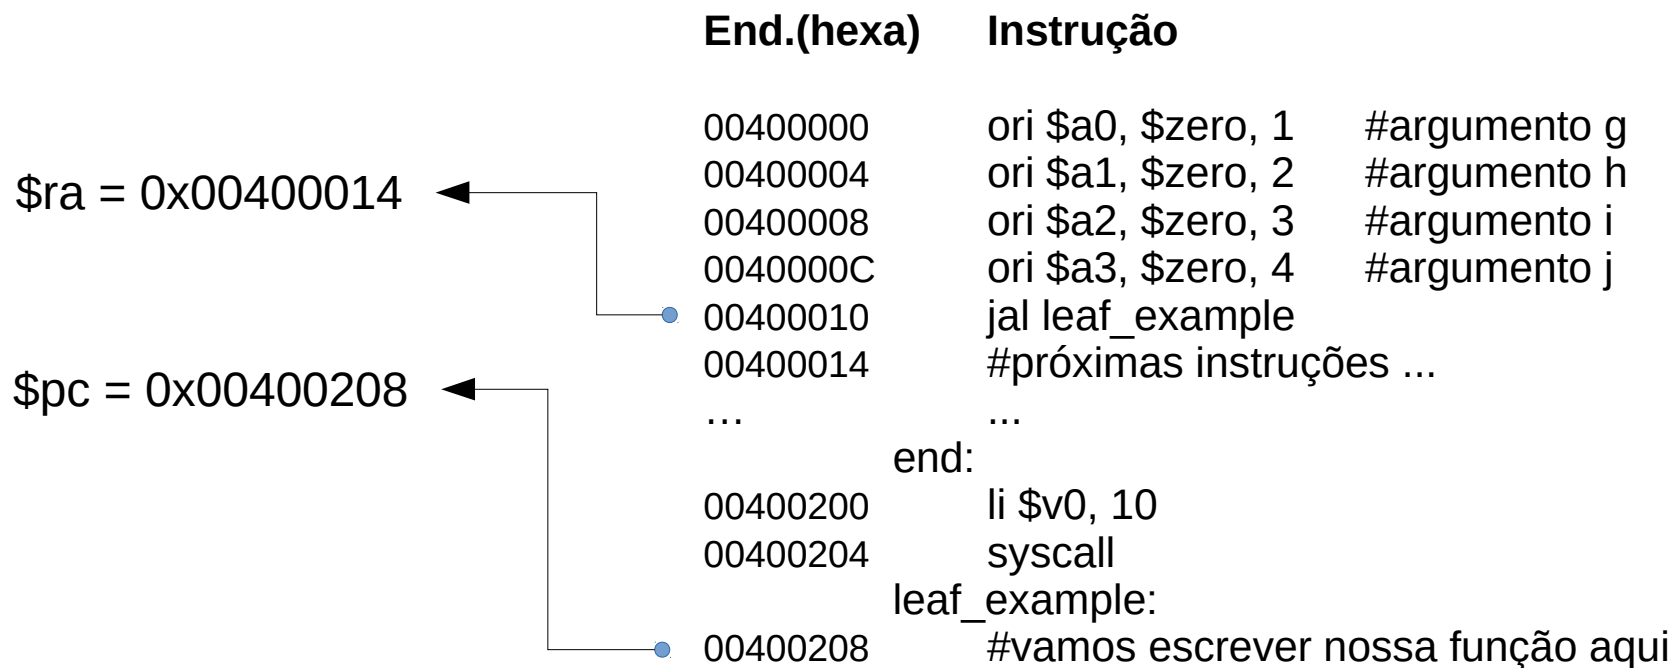 End.(hexa) Instrução
00400000 ori $a0, $zero, 1 #argumento g
00400004 ori $a1, $zero, 2 #argumento h
$ra = 0x00400014
00400008 ori $a2, $zero, 3 #argumento i
0040000C ori $a3, $zero, 4 #argumento j
00400010 jal leaf_example
00400014 #próximas instruções ...
$pc = 0x00400208
… ...
end:
00400200 li $v0, 10
00400204 syscall
leaf_example:
00400208 #vamos escrever nossa função aqui